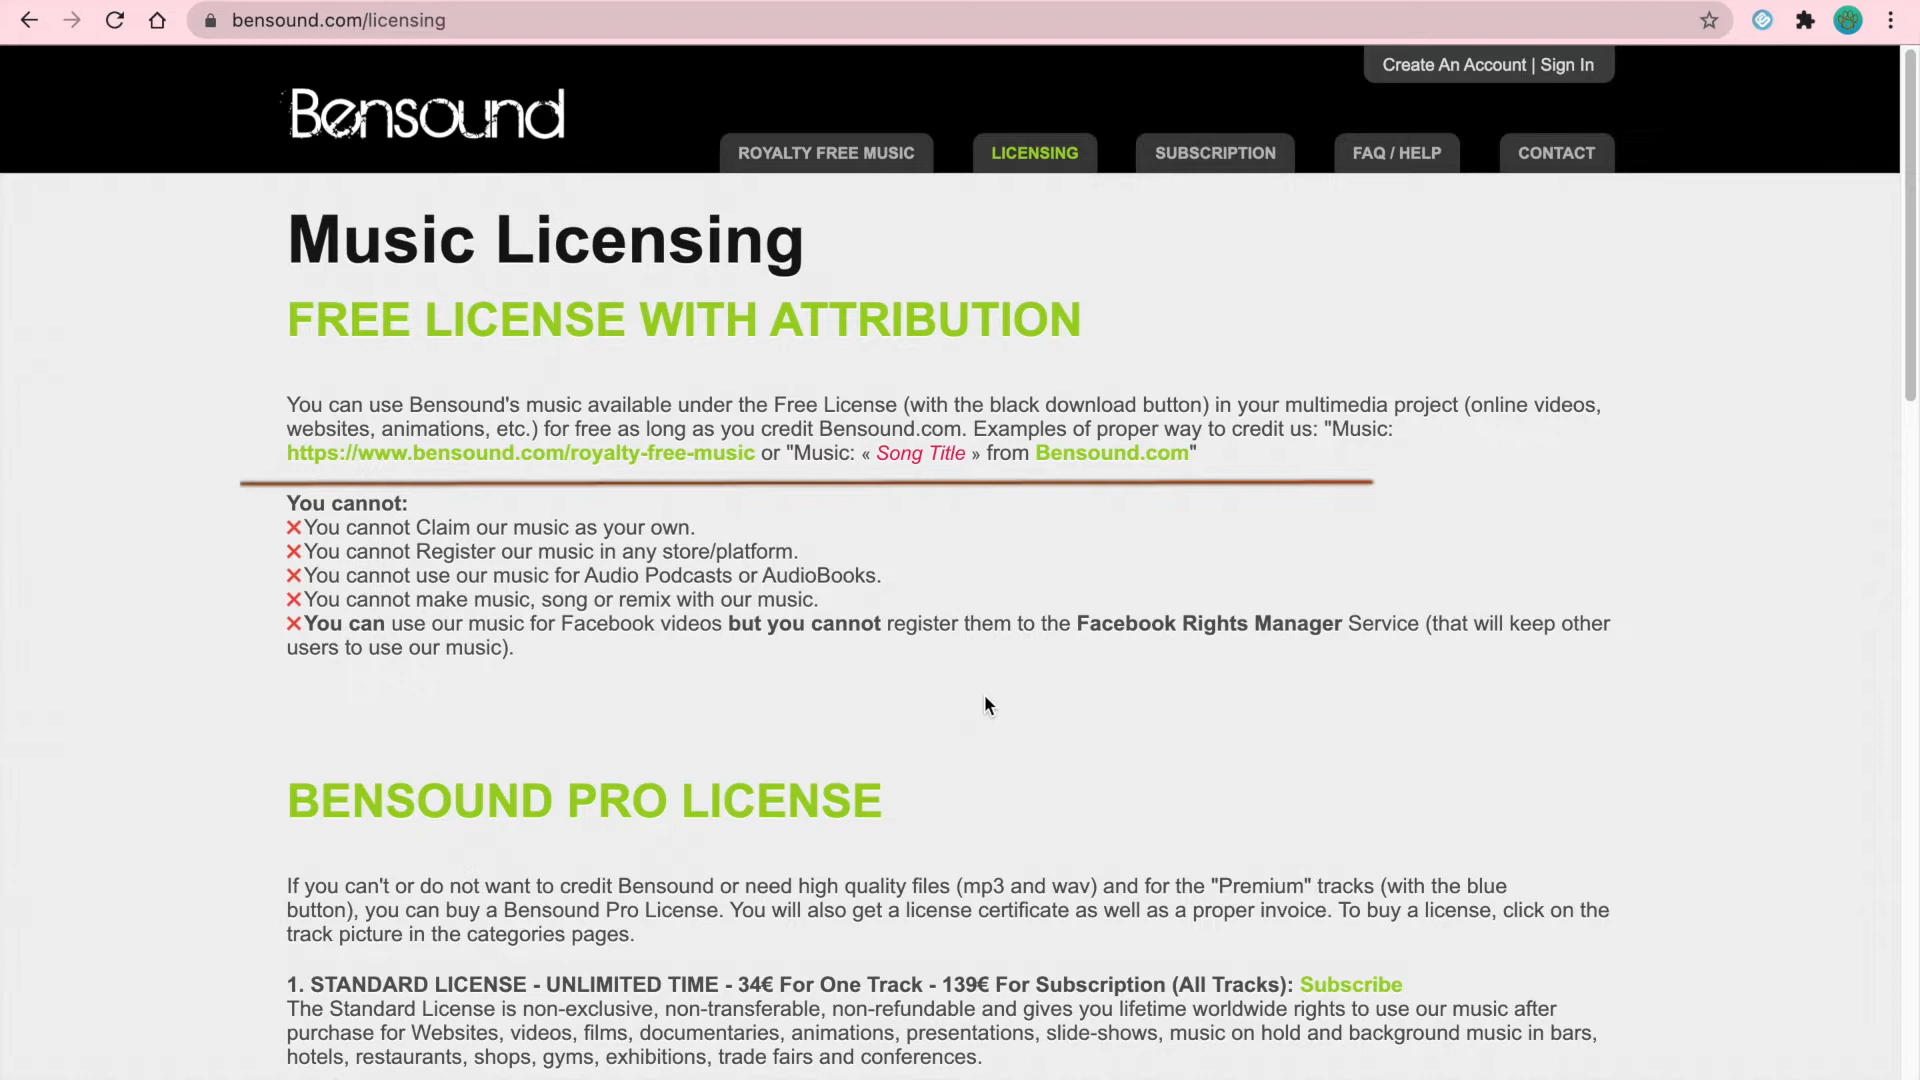 bensound.com/licensing
Create An Account | Sign In
Bensound
ROYALTY FREE MUSIC
LICENSING
SUBSCRIPTION
FAQ / HELP
CONTACT
Music Licensing
FREE LICENSE WITH ATTRIBUTION
You can use Bensound's music available under the Free License (with the black download button) in your multimedia project (online videos,
websites, animations, etc.) for free as long as you credit Bensound.com. Examples of proper way to credit us: "Music:
https://www.bensound.com/royalty-free-music or "Music: « Song Title » from Bensound.com"
You cannot:
❌You cannot Claim our music as your own.
❌You cannot Register our music in any store/platform.
❌You cannot use our music for Audio Podcasts or AudioBooks.
❌You cannot make music, song or remix with our music.
❌You can use our music for Facebook videos but you cannot register them to the Facebook Rights Manager Service (that will keep other
users to use our music).
BENSOUND PRO LICENSE
If you can't or do not want to credit Bensound or need high quality files (mp3 and wav) and for the "Premium" tracks (with the blue
button), you can buy a Bensound Pro License. You will also get a license certificate as well as a proper invoice. To buy a license, click on the
track picture in the categories pages.
1. STANDARD LICENSE - UNLIMITED TIME - 34€ For One Track - 139€ For Subscription (All Tracks): Subscribe
The Standard License is non-exclusive, non-transferable, non-refundable and gives you lifetime worldwide rights to use our music after
purchase for Websites, videos, films, documentaries, animations, presentations, slide-shows, music on hold and background music in bars,
hotels, restaurants, shops, gyms, exhibitions, trade fairs and conferences.